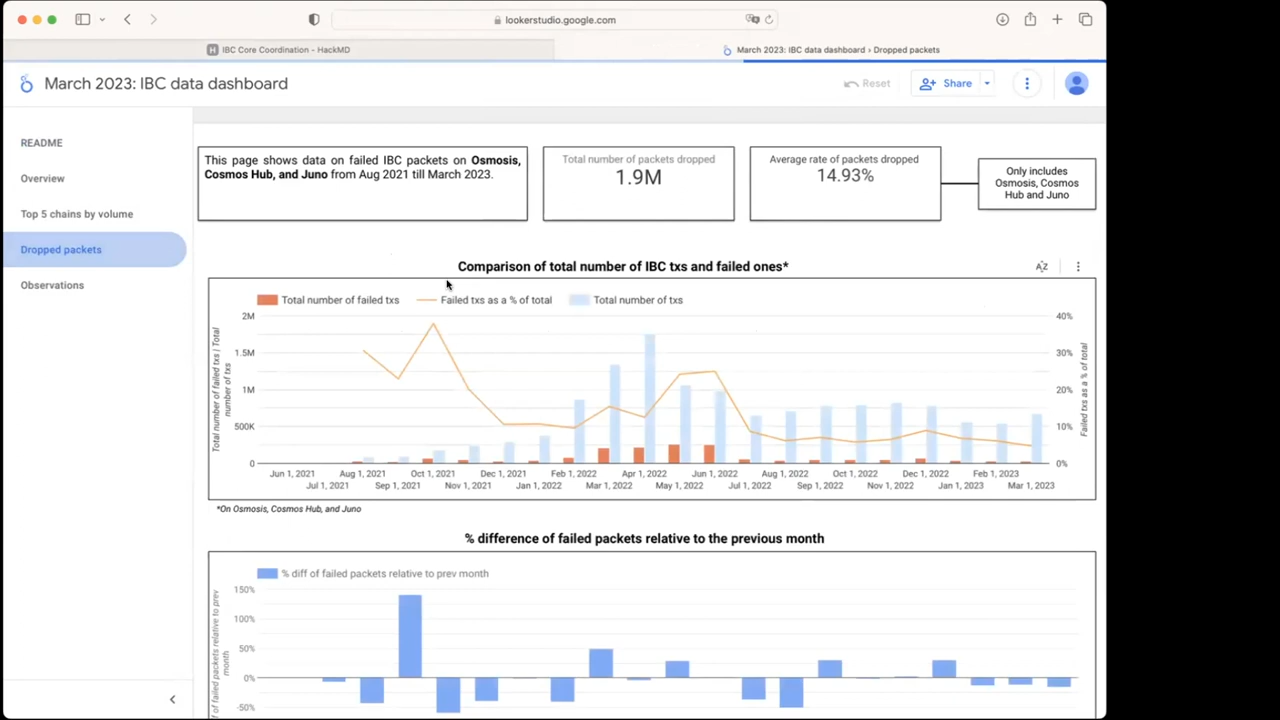 lookerstudio.google.com
IBC Core Coordination - HackMD
March 2023: IBC data dashboard › Dropped packets
March 2023: IBC data dashboard
Reset
Share
README
Overview
Top 5 chains by volume
Dropped packets
Observations
This page shows data on failed IBC packets on Osmosis,
Cosmos Hub, and Juno from Aug 2021 till March 2023.
Total number of packets dropped
1.9M
Average rate of packets dropped
14.93%
Only includes
Osmosis, Cosmos
Hub and Juno
Comparison of total number of IBC txs and failed ones*
Total number of failed txs
Failed txs as a % of total
Total number of txs
Total number of failed txs | Total
number of txs
2M
1.5M
1M
500K
0
40%
30%
20%
10%
0%
Failed txs as a % of total
Jun 1, 2021
Jul 1, 2021
Aug 1, 2021
Sep 1, 2021
Oct 1, 2021
Nov 1, 2021
Dec 1, 2021
Jan 1, 2022
Feb 1, 2022
Mar 1, 2022
Apr 1, 2022
May 1, 2022
Jun 1, 2022
Jul 1, 2022
Aug 1, 2022
Sep 1, 2022
Oct 1, 2022
Nov 1, 2022
Dec 1, 2022
Jan 1, 2023
Feb 1, 2023
Mar 1, 2023
*On Osmosis, Cosmos Hub, and Juno
% difference of failed packets relative to the previous month
% diff of failed packets relative to prev month
of failed packets relative to prev
month
150%
100%
50%
0%
-50%